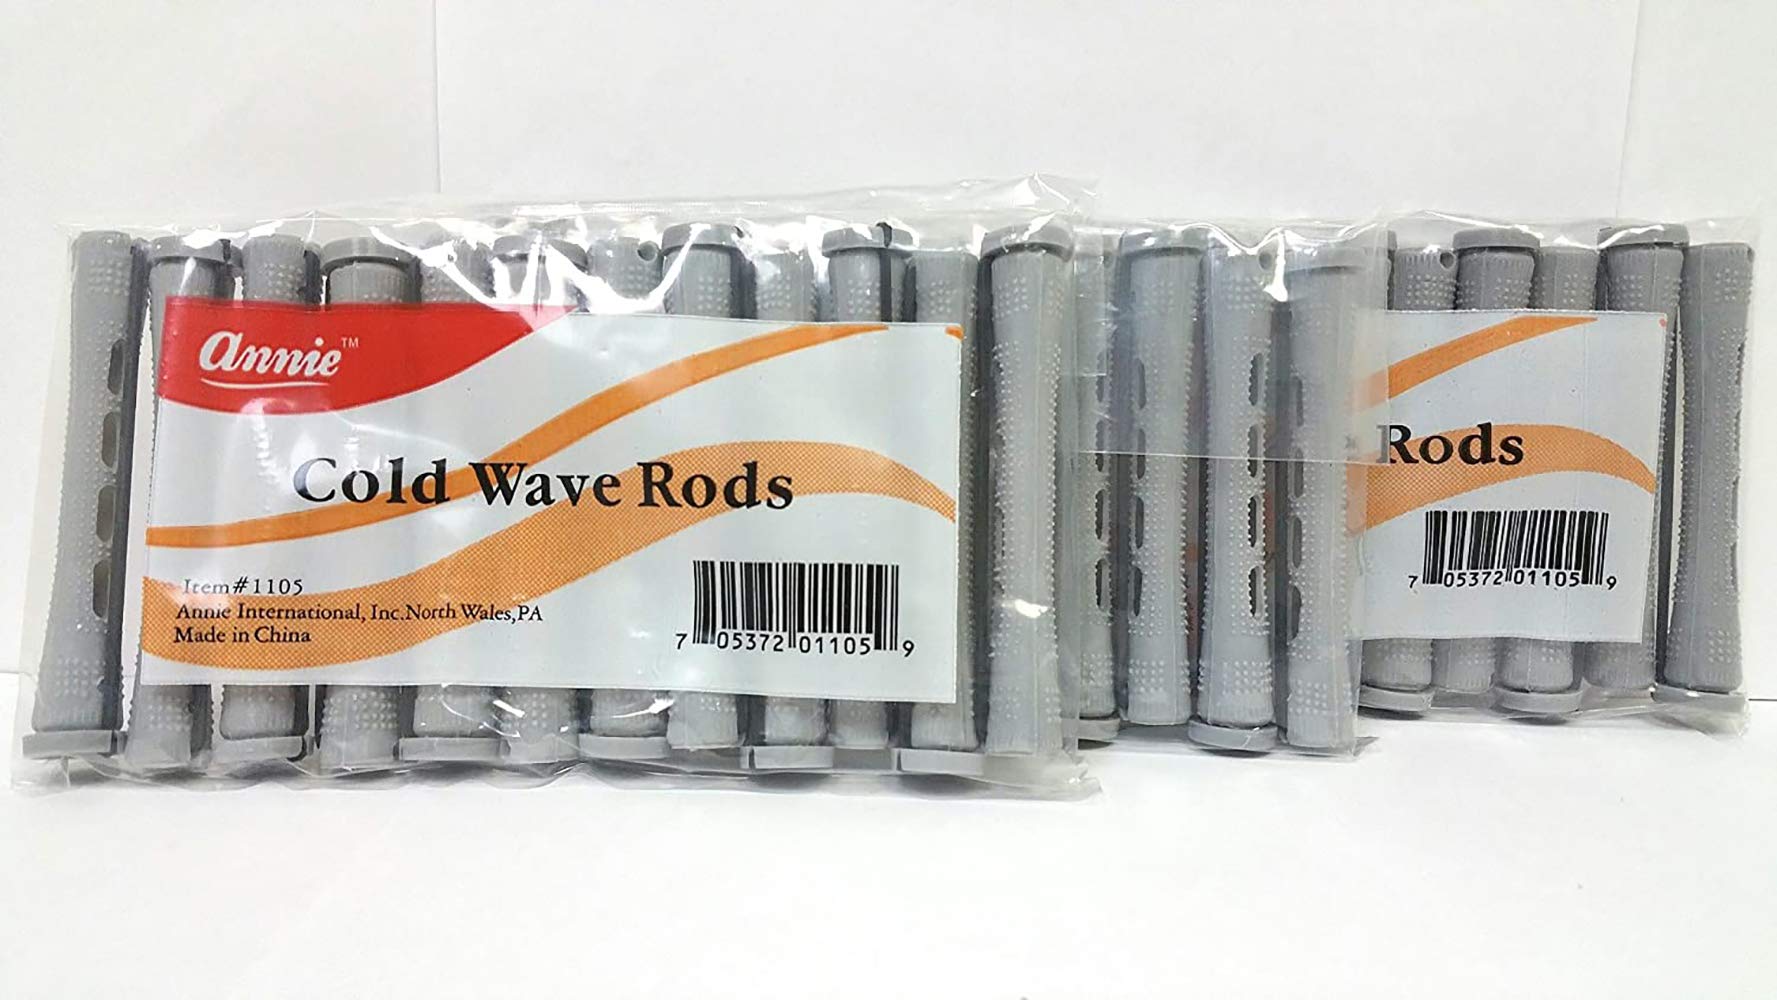 annie™
Cold Wave Rods
Item#1105
Annie International, Inc.North Wales,PA
Made in China
7 05372 01105 9
Rods
7 05372 01105 9